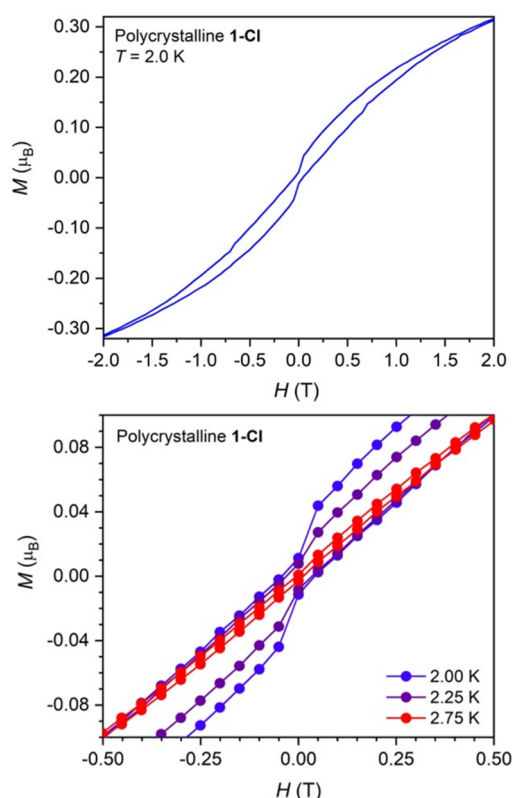 Polycrystalline 1-Cl
T = 2.0 K
0.30
0.20
0.10
0.00
-0.10
-0.20
-0.30
M (μB)
-2.0 -1.5 -1.0 -0.5 0.0 0.5 1.0 1.5 2.0
H (T)
Polycrystalline 1-Cl
0.08
0.04
0.00
-0.04
-0.08
M (μB)
2.00 K
2.25 K
2.75 K
-0.50 -0.25 0.00 0.25 0.50
H (T)